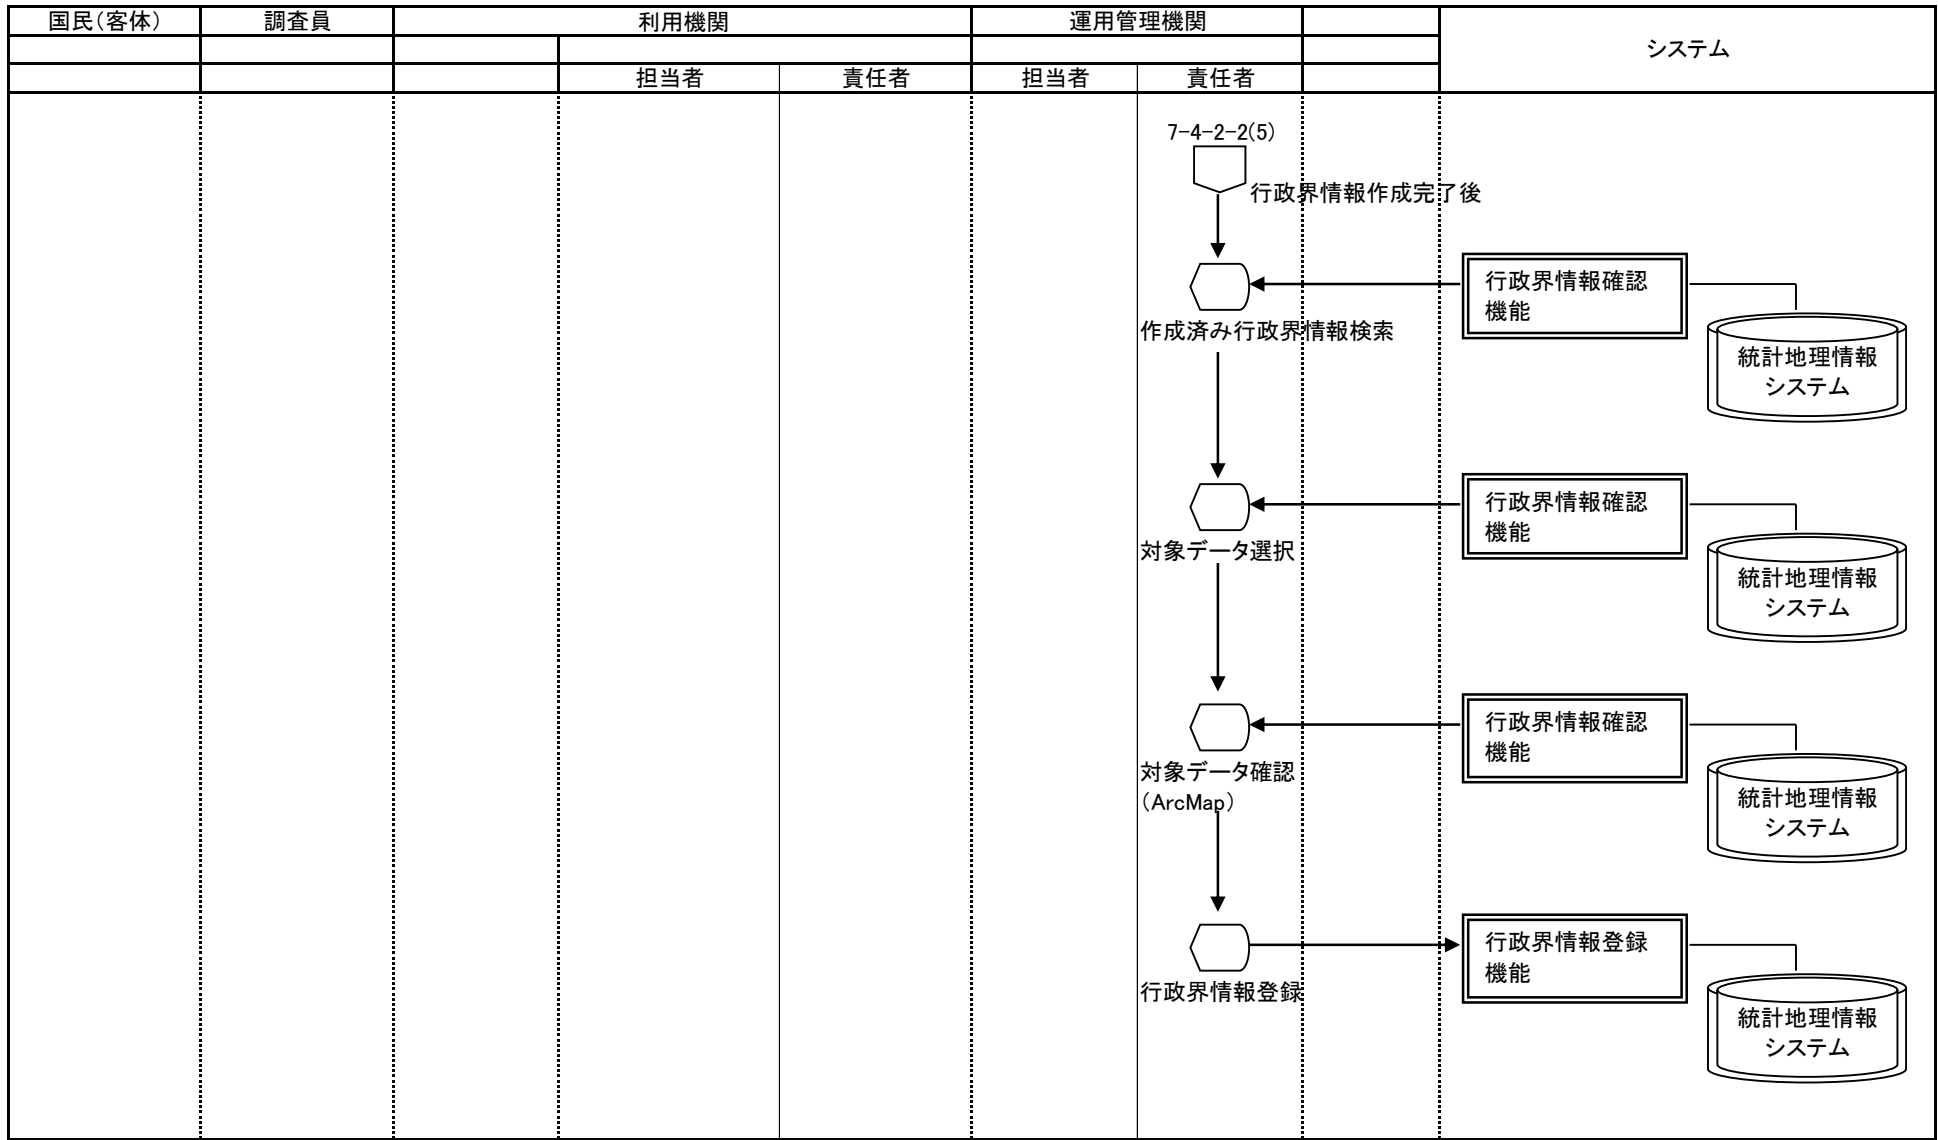 国民（客体）
調査員
利用機関
運用管理機関
システム
担当者
責任者
担当者
責任者
7-4-2-2(5)
行政界情報作成完了後
行政界情報確認
機能
作成済み行政界情報検索
統計地理情報
システム
行政界情報確認
機能
対象データ選択
統計地理情報
システム
行政界情報確認
機能
対象データ確認
（ArcMap）
統計地理情報
システム
行政界情報登録
機能
行政界情報登録
統計地理情報
システム